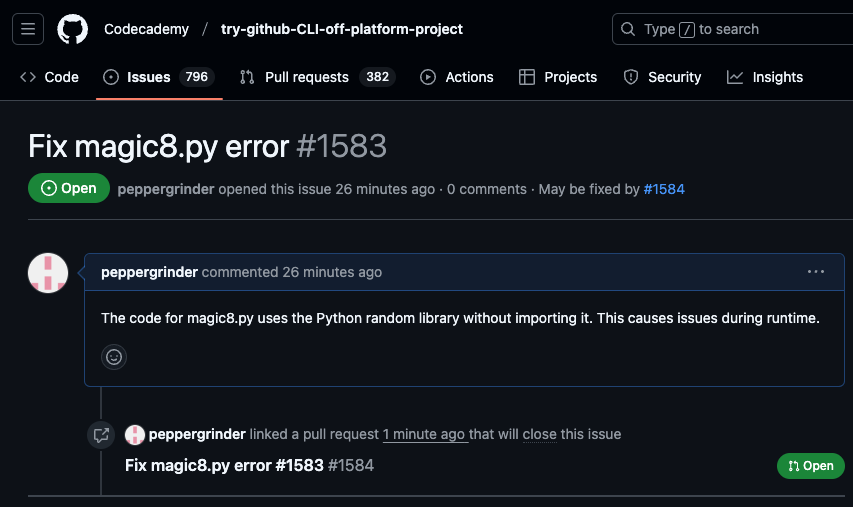 Codecademy / try-github-CLI-off-platform-project Type / to search
Code Issues 796 Pull requests 382 Actions Projects Security Insights
Fix magic8.py error #1583
Open peppergrinder opened this issue 26 minutes ago · 0 comments · May be fixed by #1584
peppergrinder commented 26 minutes ago
The code for magic8.py uses the Python random library without importing it. This causes issues during runtime.
peppergrinder linked a pull request 1 minute ago that will close this issue
Fix magic8.py error #1583 #1584 Open